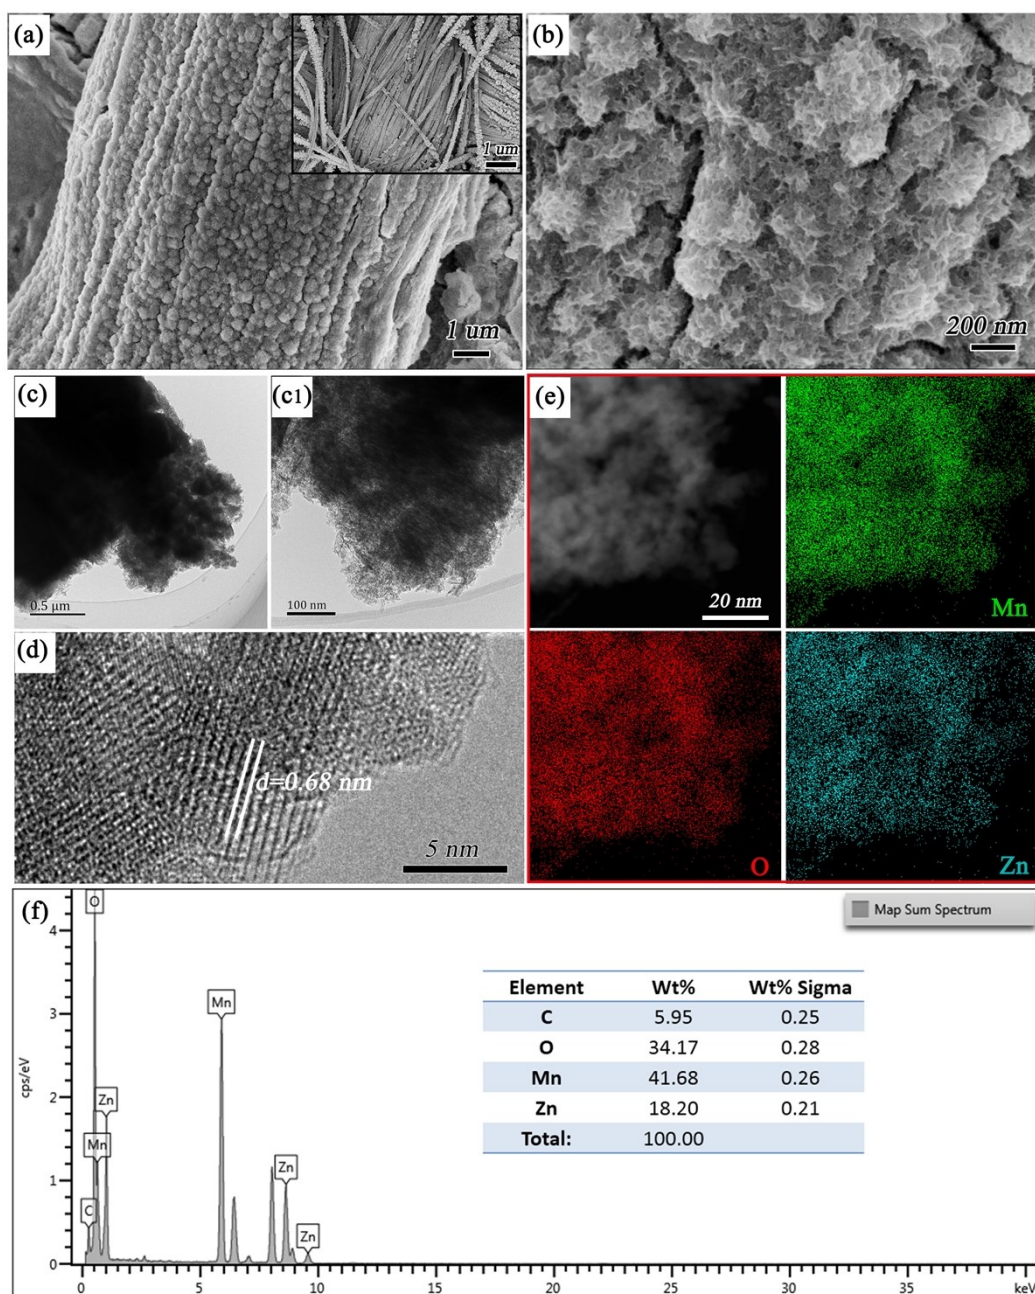 (a)
1 um
1 um
(b)
200 nm
(c)
0.5 μm
(c1)
100 nm
(d)
d=0.68 nm
5 nm
(e)
20 nm
Mn
O
Zn
(f)
Map Sum Spectrum
cps/eV
4
3
2
1
0
O
Mn
Zn
Mn
C
Zn
Zn
Element Wt% Wt% Sigma
C 5.95 0.25
O 34.17 0.28
Mn 41.68 0.26
Zn 18.20 0.21
Total: 100.00
0 5 10 15 20 25 30 35 keV